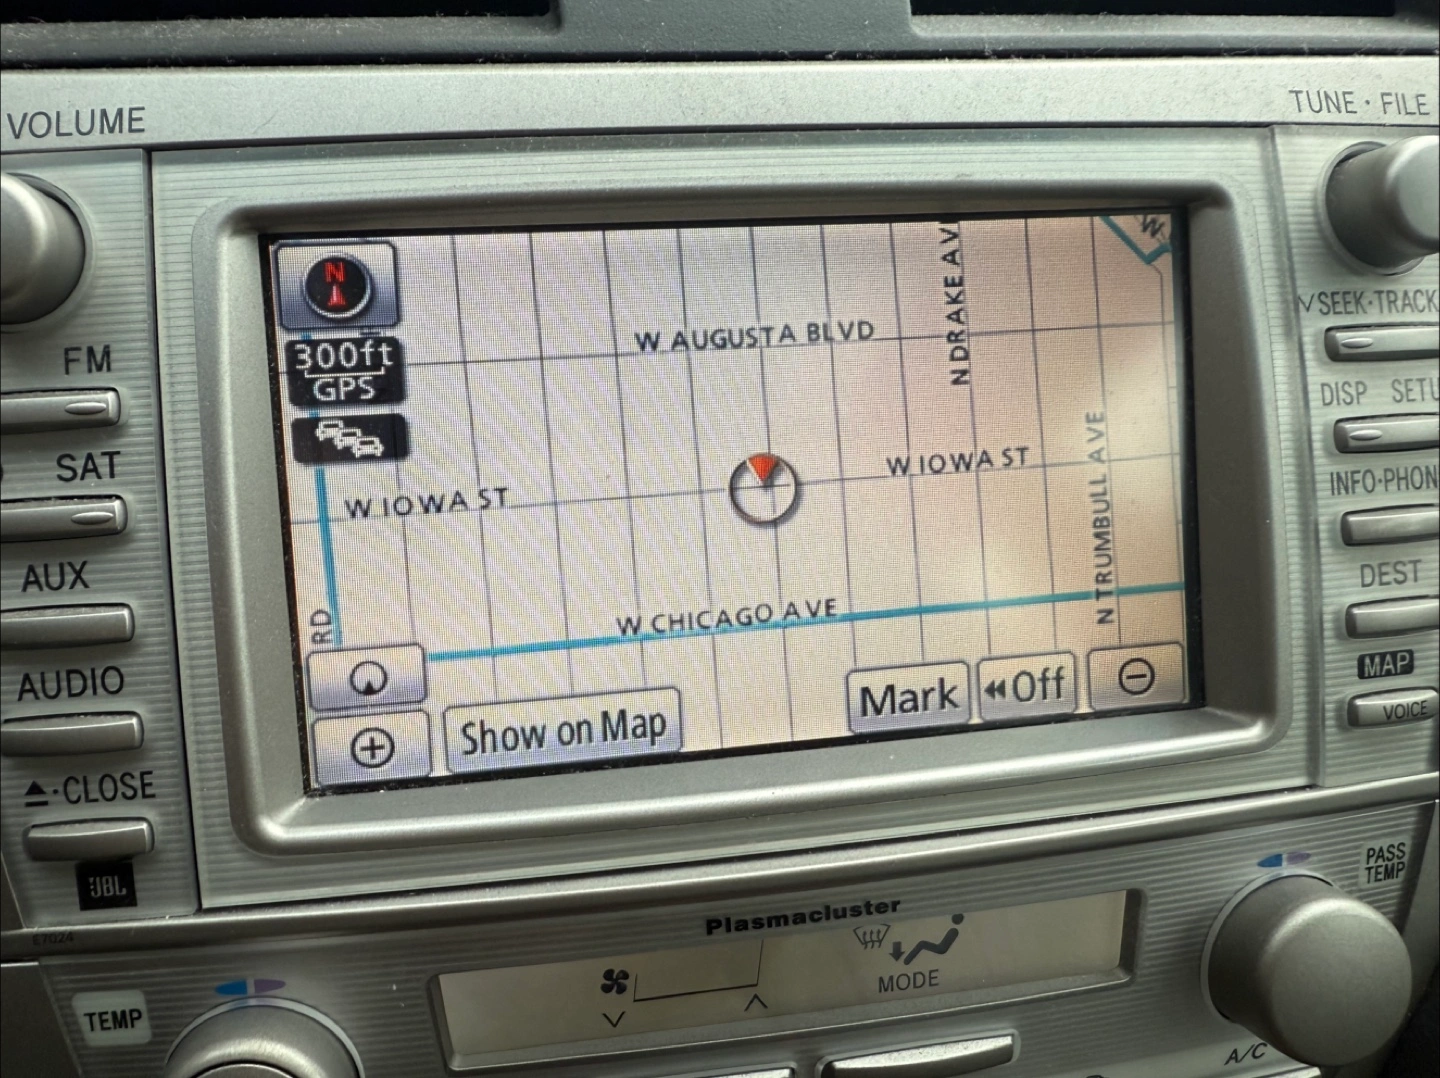 VOLUME
TUNE · FILE
FM
SAT
AUX
AUDIO
▲·CLOSE
JBL
E7024
N
300ft
GPS
W AUGUSTA BLVD
N DRAKE AV
W
W IOWA ST
W IOWA ST
N TRUMBULL AVE
W CHICAGO AVE
RD
Show on Map
Mark
Off
SEEK·TRACK
DISP
INFO·PHON
DEST
MAP
VOICE
PASS
TEMP
Plasmacluster
MODE
TEMP
A/C